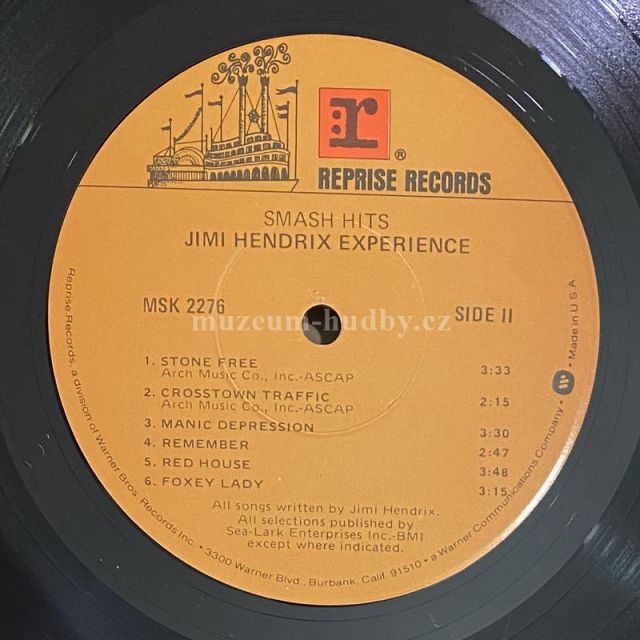 r
®
REPRISE RECORDS
SMASH HITS
JIMI HENDRIX EXPERIENCE
MSK 2276
SIDE II
muzeum-hudby.cz
1. STONE FREE 3:33
Arch Music Co., Inc.-ASCAP
2. CROSSTOWN TRAFFIC 2:15
Arch Music Co., Inc.-ASCAP
3. MANIC DEPRESSION 3:30
4. REMEMBER 2:47
5. RED HOUSE 3:48
6. FOXEY LADY 3:15
All songs written by Jimi Hendrix.
All selections published by
Sea-Lark Enterprises Inc.-BMI
except where indicated.
Reprise Records, a division of Warner Bros. Records Inc. • 3300 Warner Blvd., Burbank, Calif. 91510 • a Warner Communications Company • Made in U.S.A.